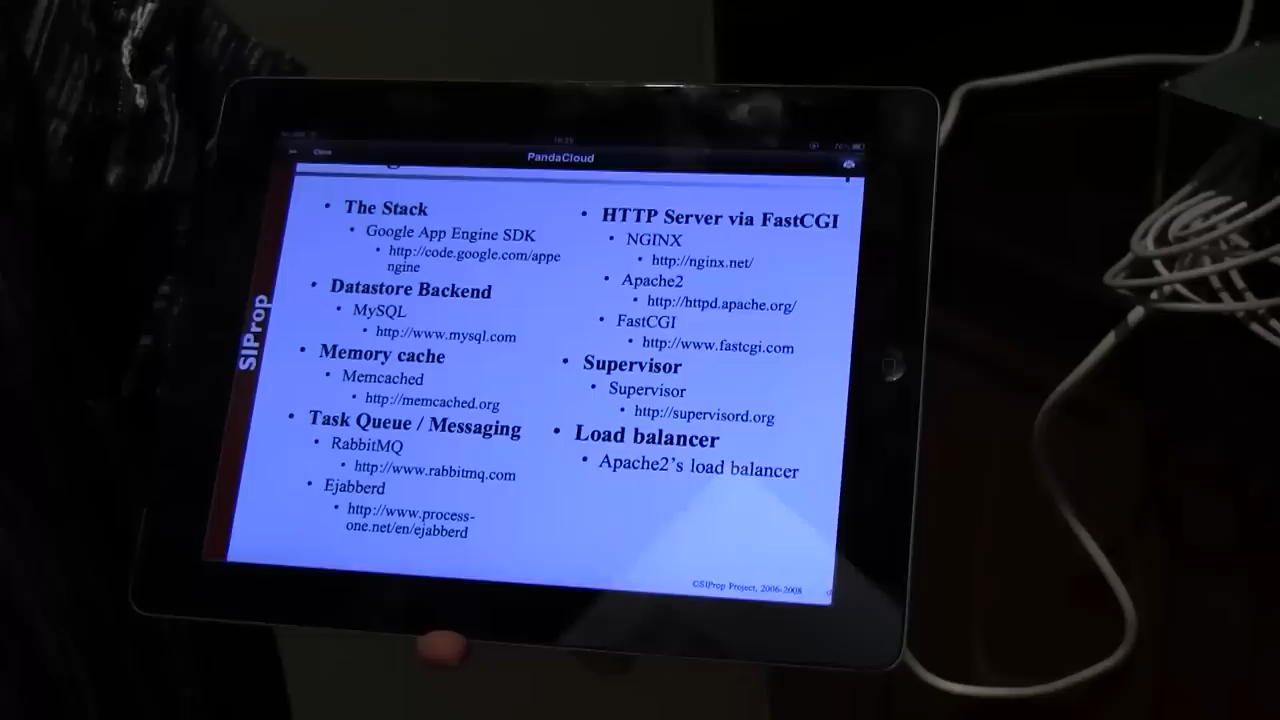 Close
PandaCloud
SIProp
• The Stack
• Google App Engine SDK
• http://code.google.com/appe
ngine
• Datastore Backend
• MySQL
• http://www.mysql.com
• Memory cache
• Memcached
• http://memcached.org
• Task Queue / Messaging
• RabbitMQ
• http://www.rabbitmq.com
• Ejabberd
• http://www.process-
one.net/en/ejabberd
• HTTP Server via FastCGI
• NGINX
• http://nginx.net/
• Apache2
• http://httpd.apache.org/
• FastCGI
• http://www.fastcgi.com
• Supervisor
• Supervisor
• http://supervisord.org
• Load balancer
• Apache2's load balancer
©SIProp Project, 2006-2008